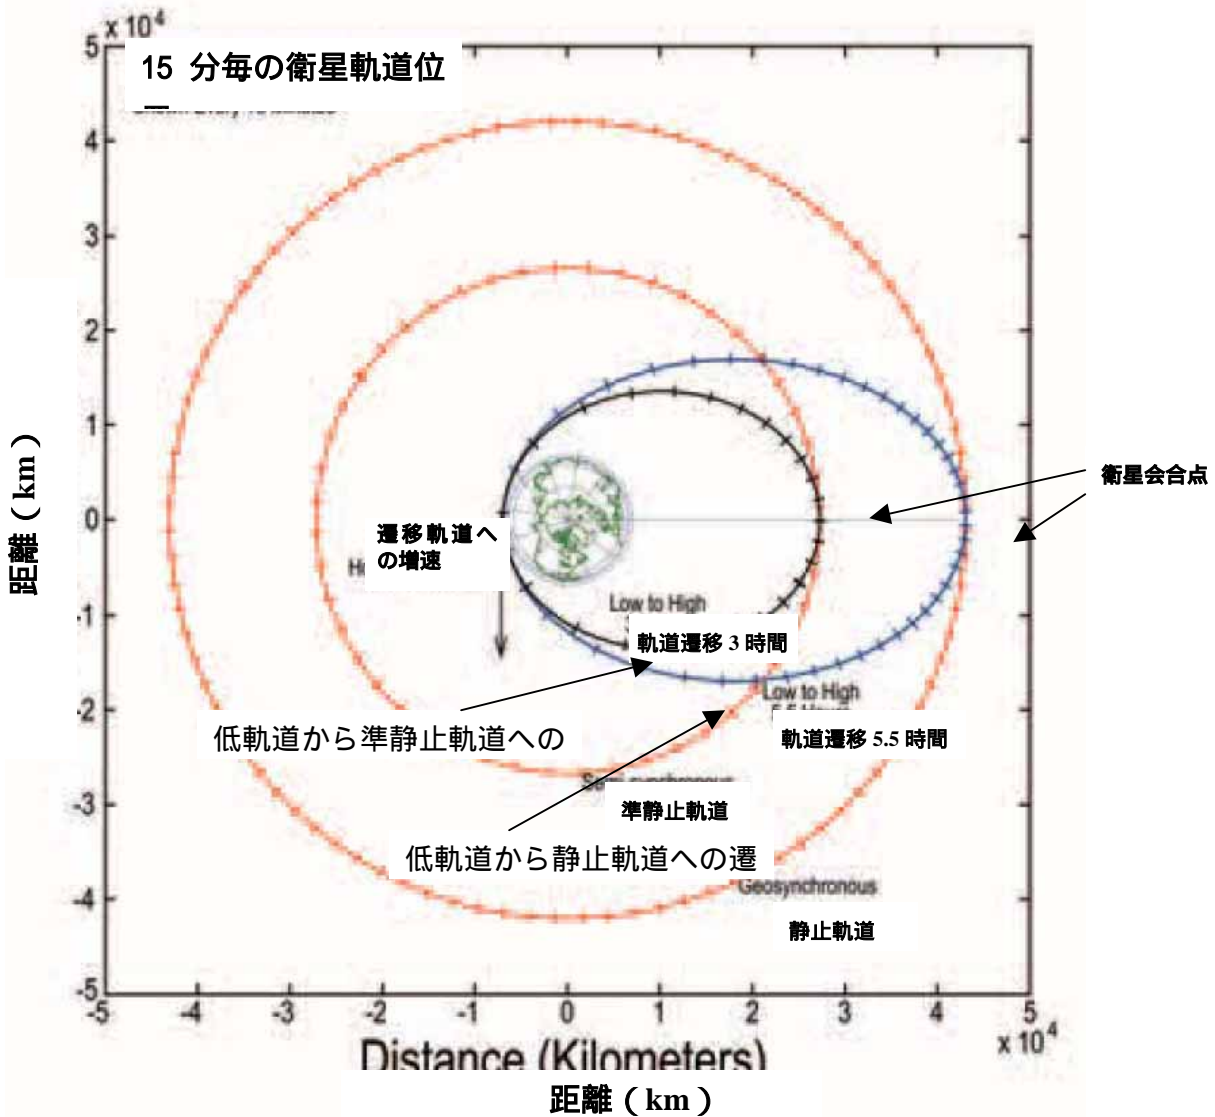 x 10⁴
15 分毎の衛星軌道位
5
4
3
2
1
0
-1
-2
-3
-4
-5
距離（km）
衛星会合点
遷移軌道へ
の増速
Low to High
軌道遷移 3 時間
Low to High
軌道遷移 5.5 時間
低軌道から準静止軌道への
準静止軌道
低軌道から静止軌道への遷
Geosynchronous
静止軌道
-5 -4 -3 -2 -1 0 1 2 3 4 5
x 10⁴
Distance (Kilometers)
距離（km）